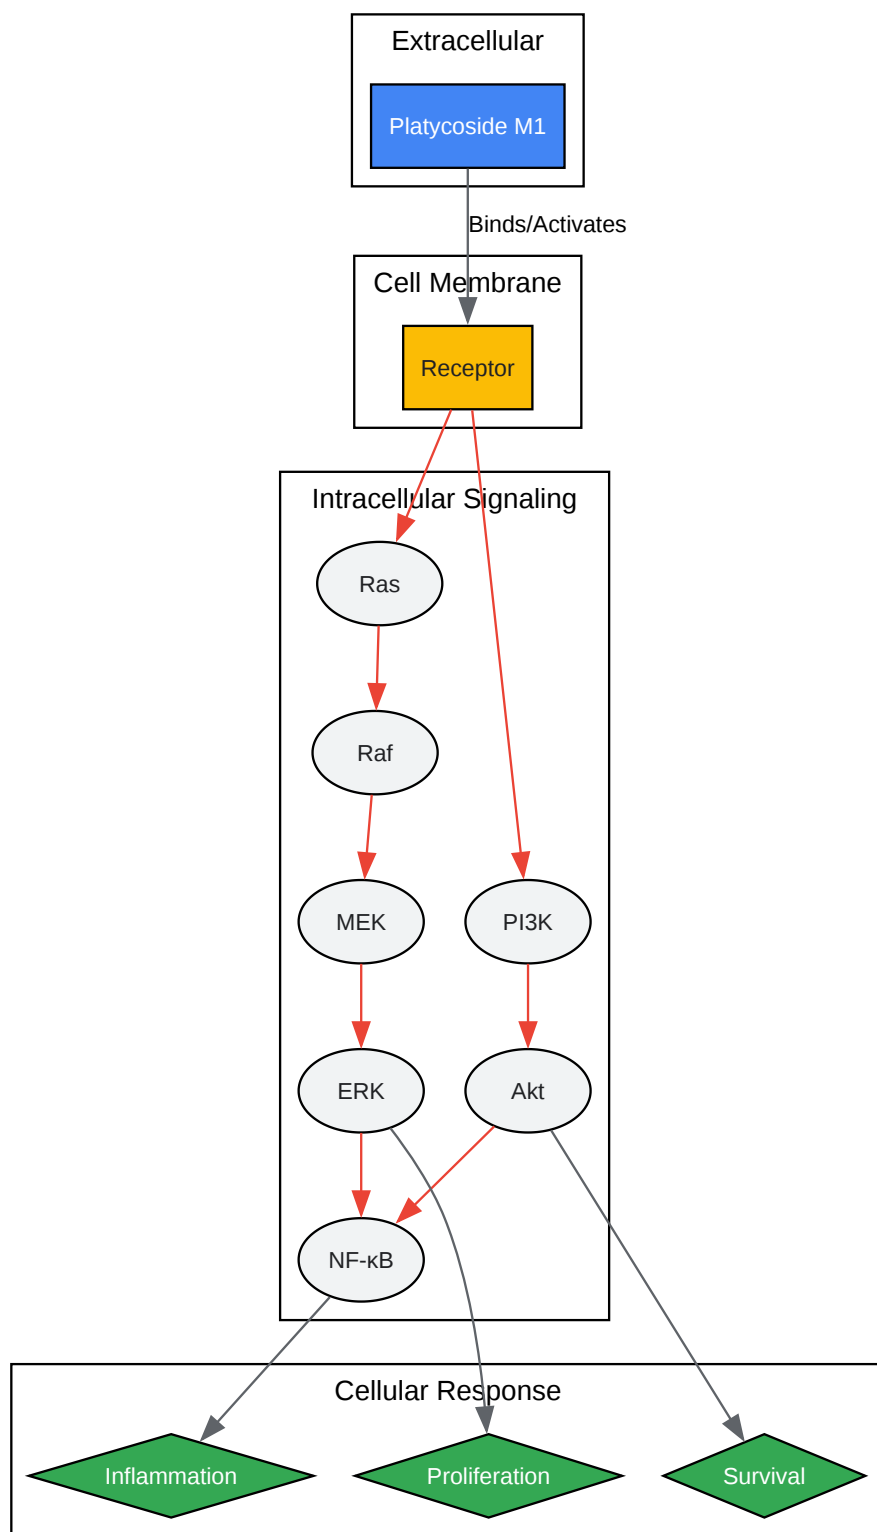 Extracellular
Platycoside M1
Binds/Activates
Cell Membrane
Receptor
Intracellular Signaling
Ras
Raf
MEK
PI3K
ERK
Akt
NF-κB
Cellular Response
Inflammation
Proliferation
Survival